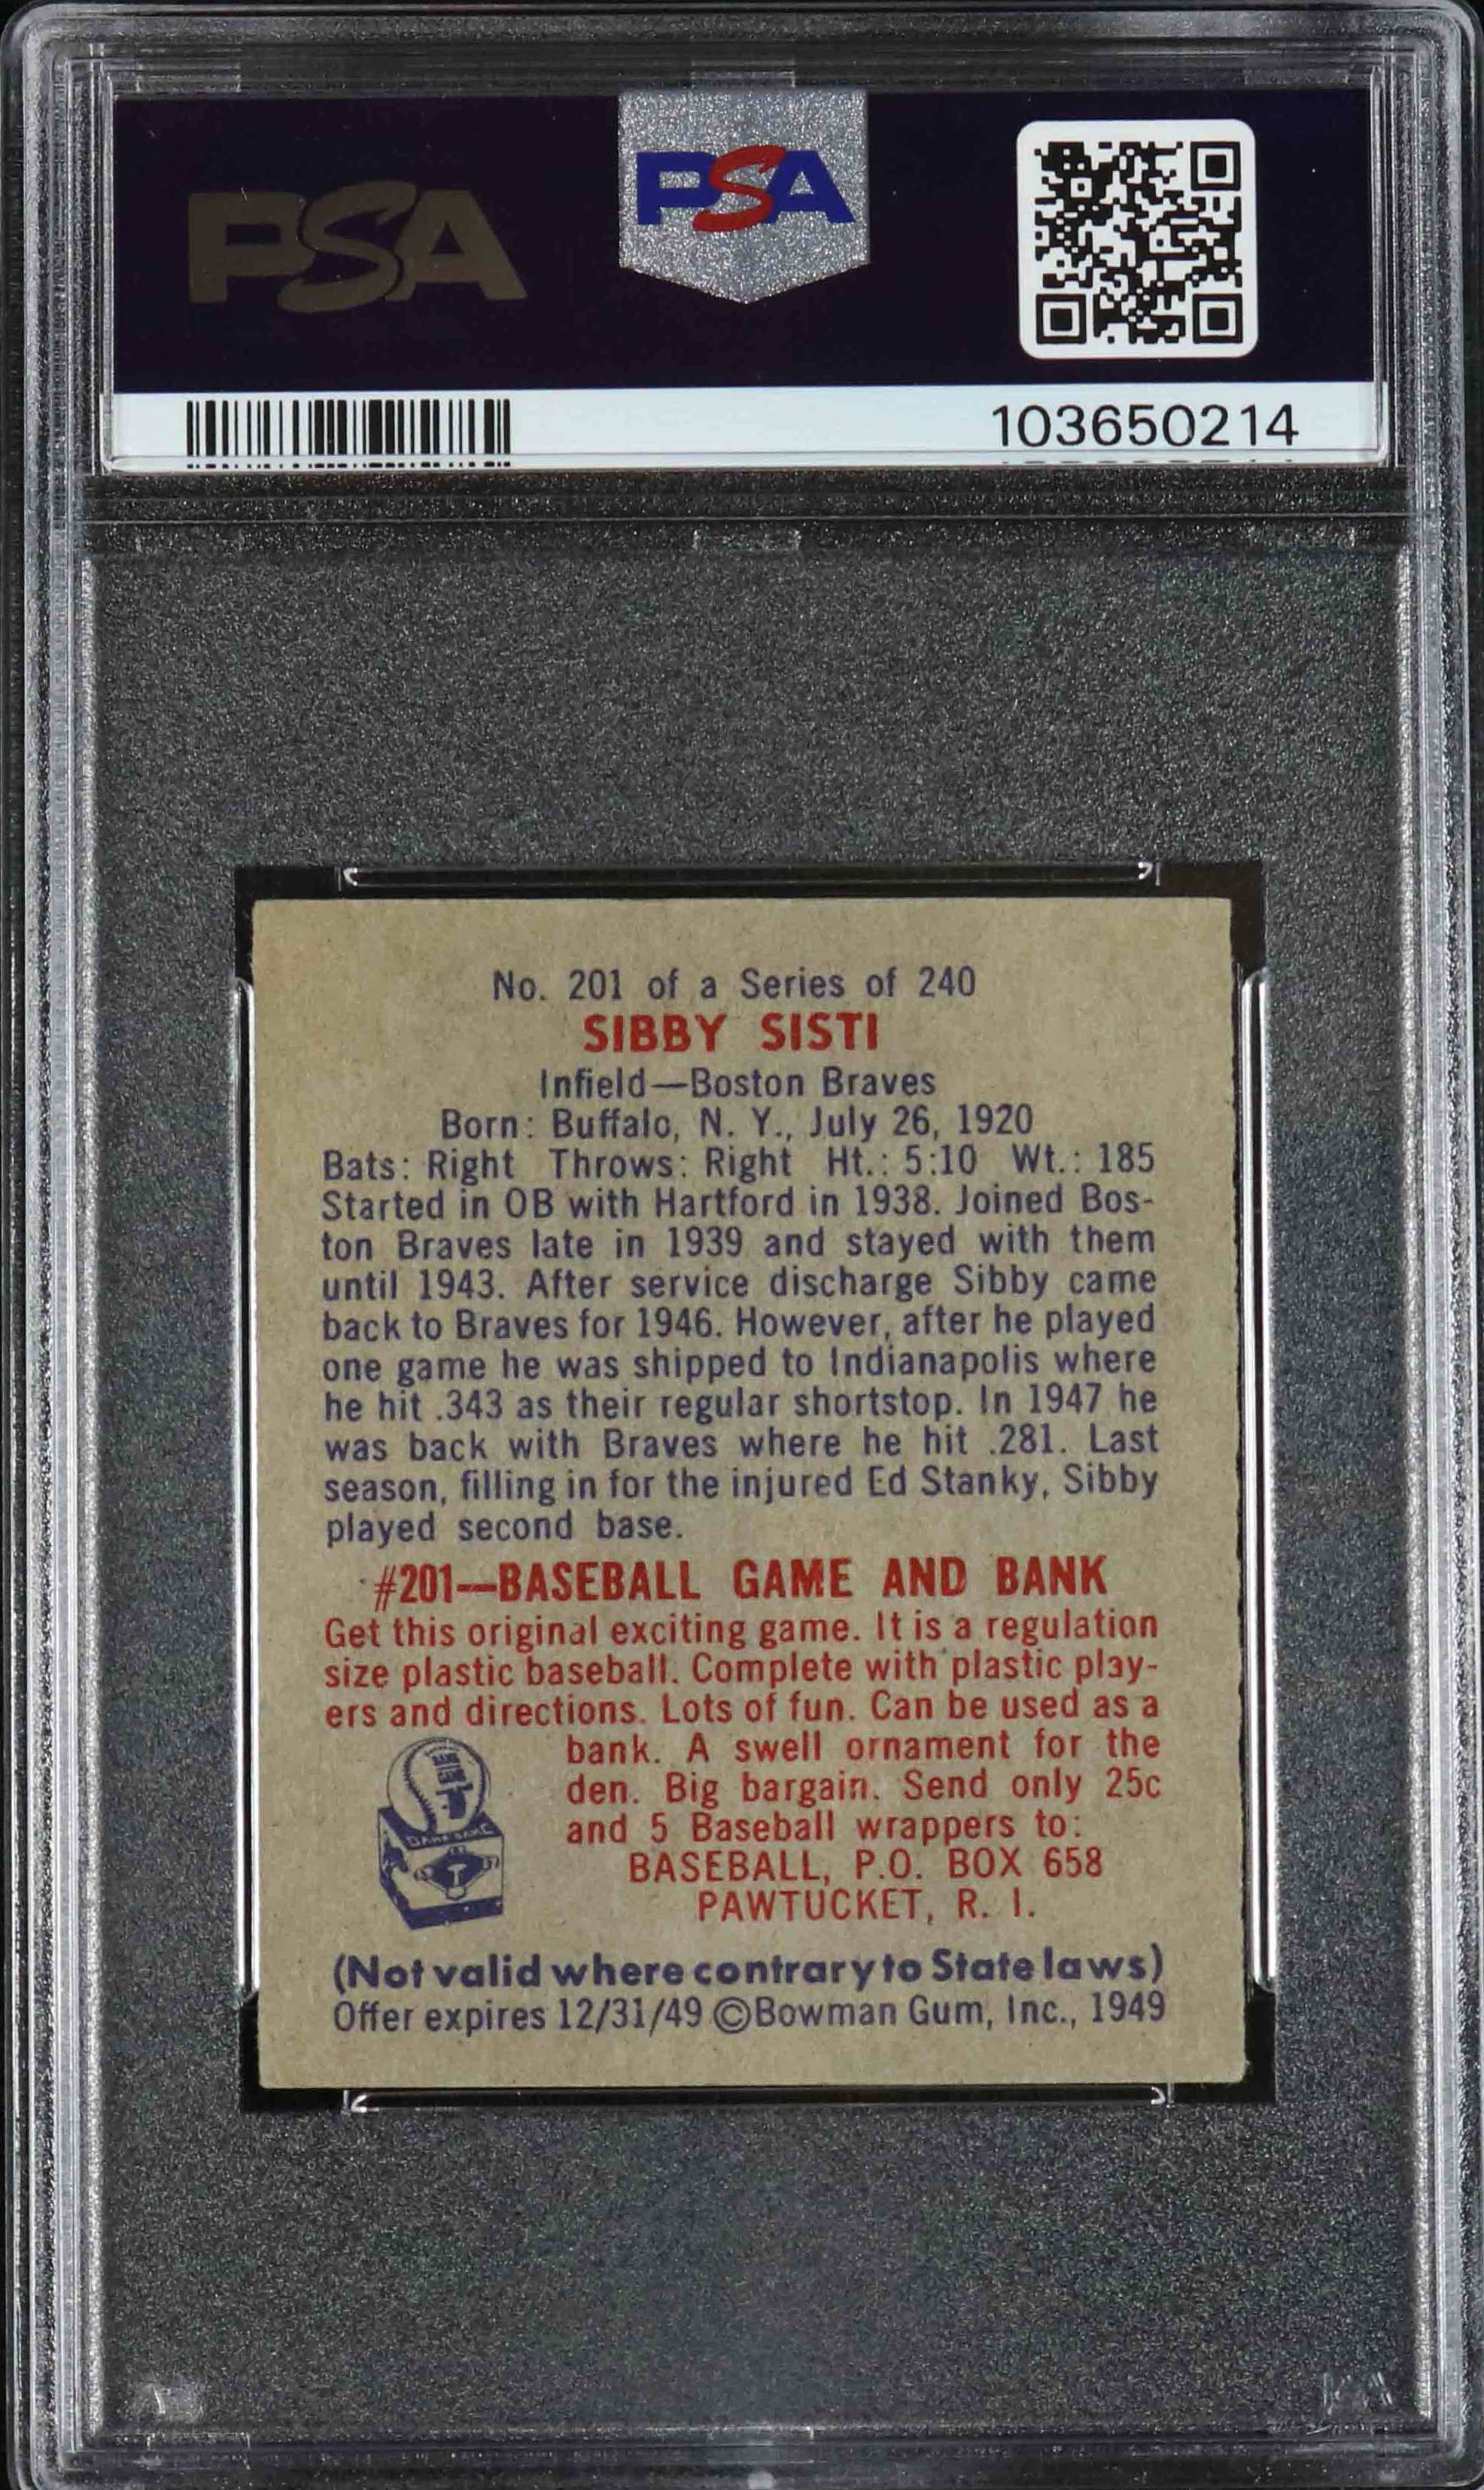 PSA
PSA
103650214
No. 201 of a Series of 240
SIBBY SISTI
Infield—Boston Braves
Born: Buffalo, N. Y., July 26, 1920
Bats: Right Throws: Right Ht.: 5:10 Wt.: 185
Started in OB with Hartford in 1938. Joined Bos-
ton Braves late in 1939 and stayed with them
until 1943. After service discharge Sibby came
back to Braves for 1946. However, after he played
one game he was shipped to Indianapolis where
he hit .343 as their regular shortstop. In 1947 he
was back with Braves where he hit .281. Last
season, filling in for the injured Ed Stanky, Sibby
played second base.
#201—BASEBALL GAME AND BANK
Get this original exciting game. It is a regulation
size plastic baseball. Complete with plastic play-
ers and directions. Lots of fun. Can be used as a
bank. A swell ornament for the
den. Big bargain. Send only 25c
and 5 Baseball wrappers to:
BASEBALL, P.O. BOX 658
PAWTUCKET, R. I.
(Not valid where contrary to State laws)
Offer expires 12/31/49 ©Bowman Gum, Inc., 1949